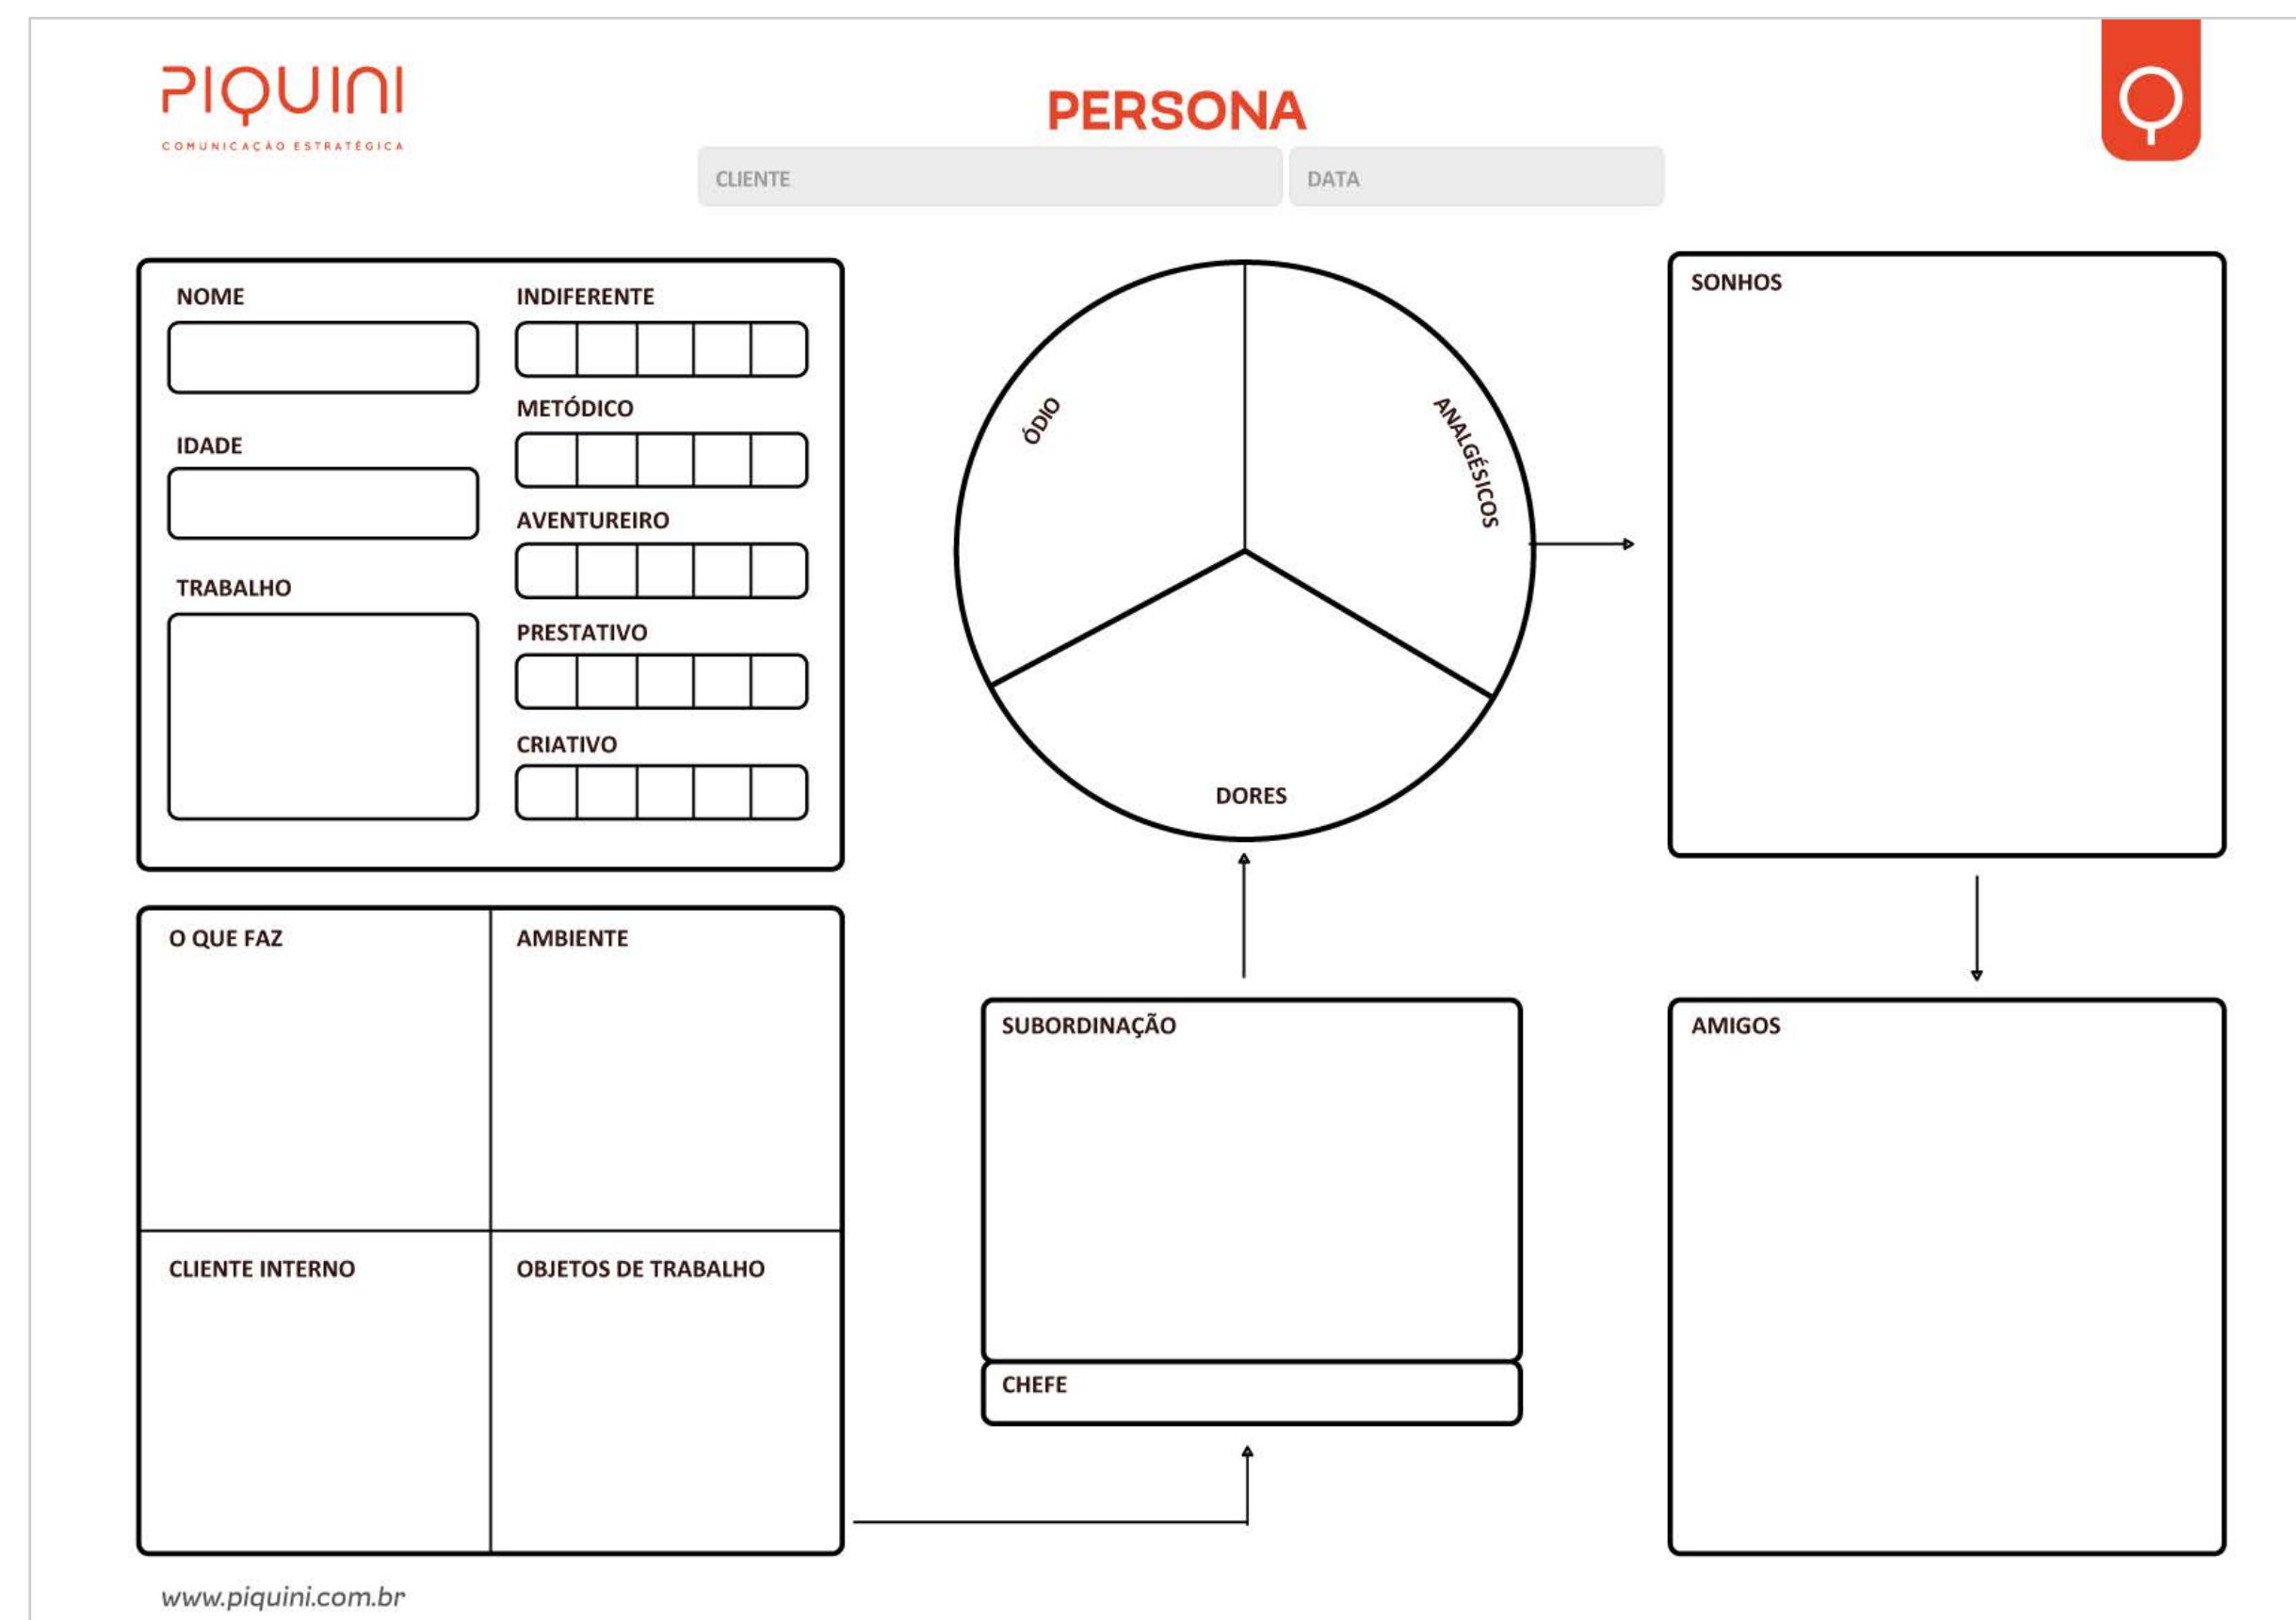 PIQUINI
COMUNICAÇÃO ESTRATÉGICA
PERSONA
CLIENTE
DATA
NOME
INDIFERENTE
METÓDICO
IDADE
AVENTUREIRO
TRABALHO
PRESTATIVO
CRIATIVO
ÓDIO
ANALGÉSICOS
DORES
SONHOS
O QUE FAZ
AMBIENTE
CLIENTE INTERNO
OBJETOS DE TRABALHO
SUBORDINAÇÃO
CHEFE
AMIGOS
www.piquini.com.br